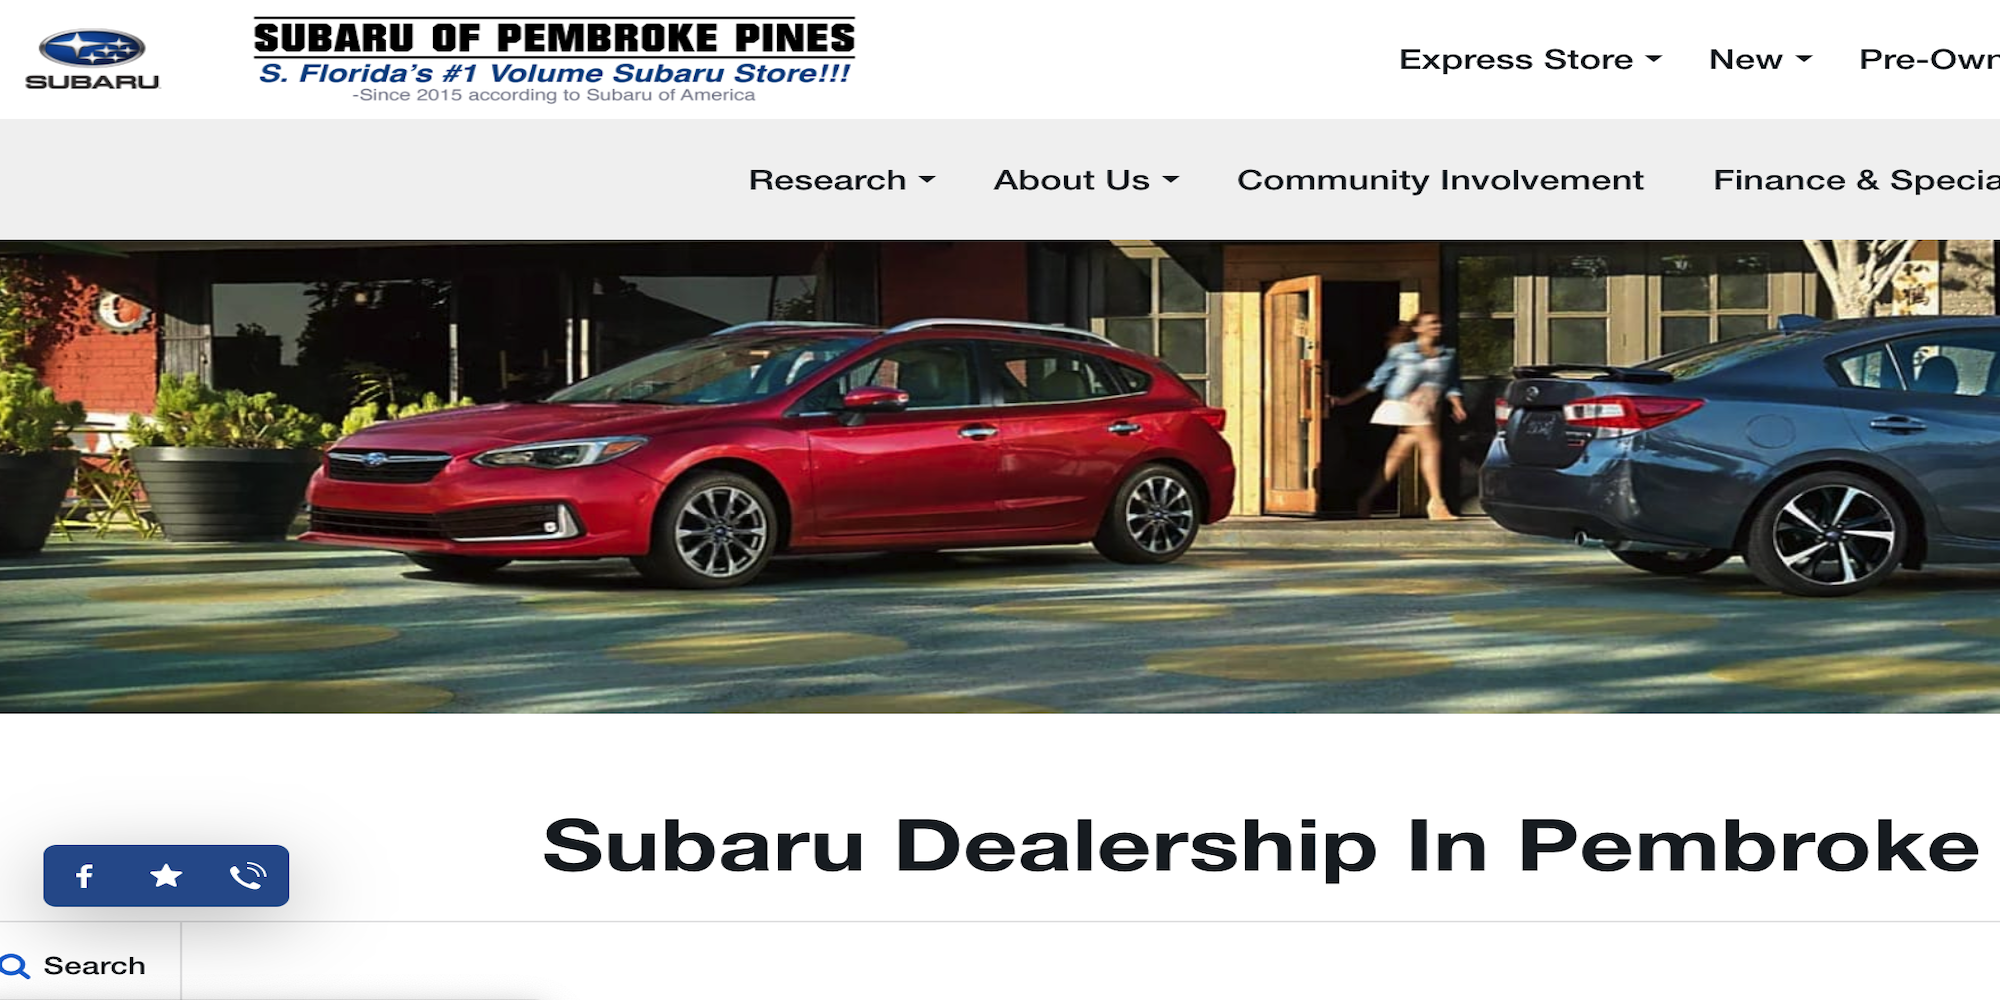 SUBARU
SUBARU OF PEMBROKE PINES
S. Florida's #1 Volume Subaru Store!!!
-Since 2015 according to Subaru of America
Express Store New Pre-Own
Research About Us Community Involvement Finance & Specia
Subaru Dealership In Pembroke
Search